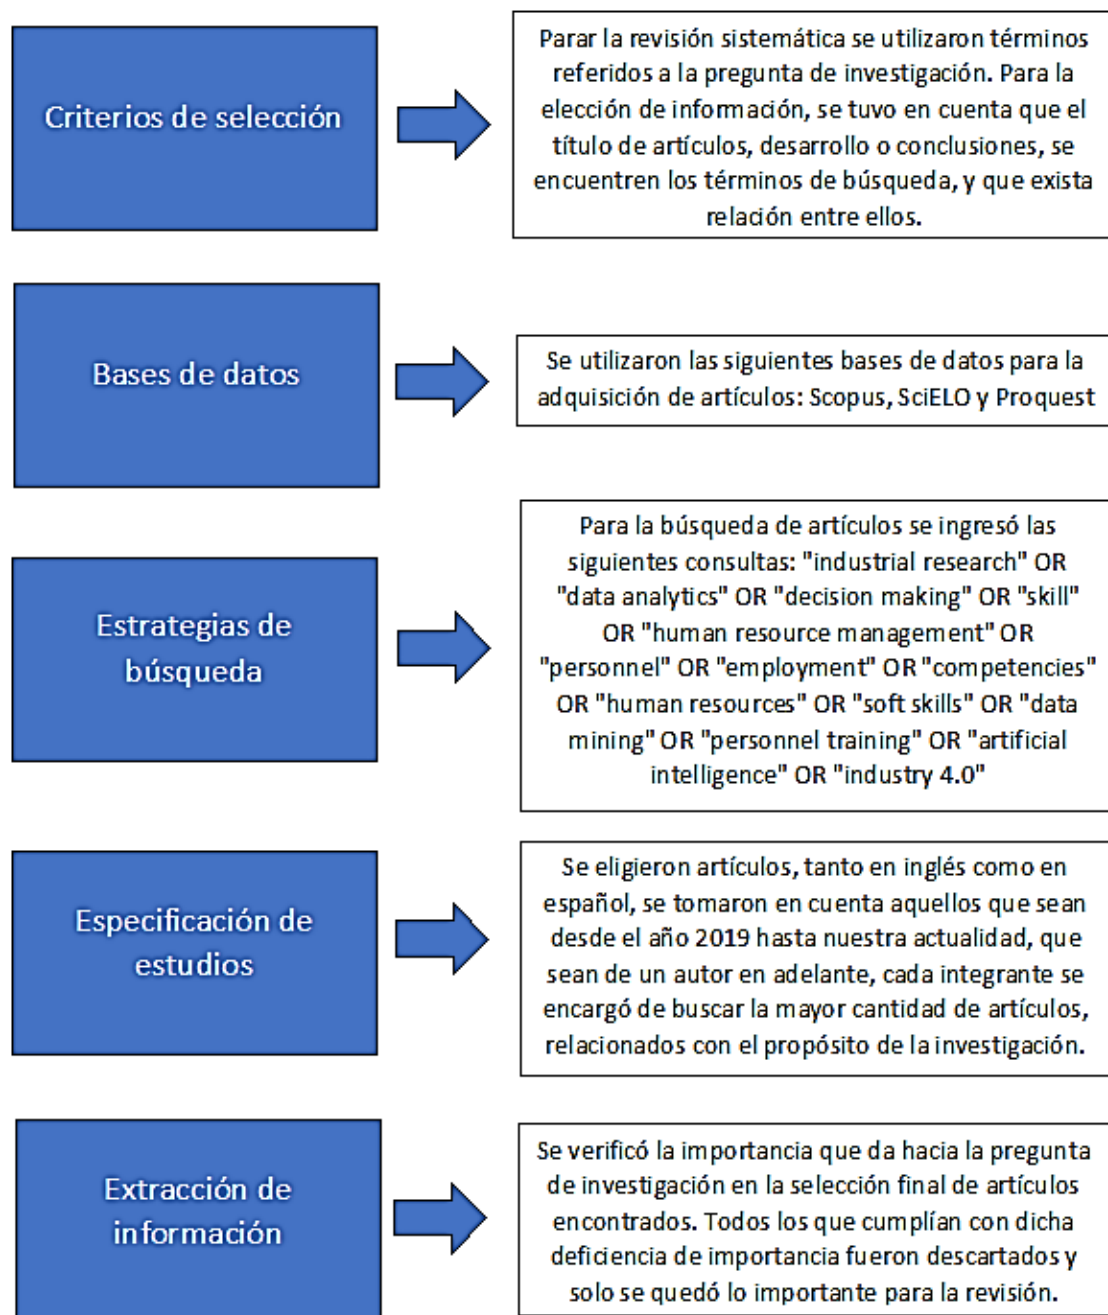 Criterios de selección
Parar la revisión sistemática se utilizaron términos
referidos a la pregunta de investigación. Para la
elección de información, se tuvo en cuenta que el
título de artículos, desarrollo o conclusiones, se
encuentren los términos de búsqueda, y que exista
relación entre ellos.
Bases de datos
Se utilizaron las siguientes bases de datos para la
adquisición de artículos: Scopus, SciELO y Proquest
Estrategias de
búsqueda
Para la búsqueda de artículos se ingresó las
siguientes consultas: "industrial research" OR
"data analytics" OR "decision making" OR "skill"
OR "human resource management" OR
"personnel" OR "employment" OR "competencies"
OR "human resources" OR "soft skills" OR "data
mining" OR "personnel training" OR "artificial
intelligence" OR "industry 4.0"
Especificación de
estudios
Se eligieron artículos, tanto en inglés como en
español, se tomaron en cuenta aquellos que sean
desde el año 2019 hasta nuestra actualidad, que
sean de un autor en adelante, cada integrante se
encargó de buscar la mayor cantidad de artículos,
relacionados con el propósito de la investigación.
Extracción de
información
Se verificó la importancia que da hacia la pregunta
de investigación en la selección final de artículos
encontrados. Todos los que cumplían con dicha
deficiencia de importancia fueron descartados y
solo se quedó lo importante para la revisión.